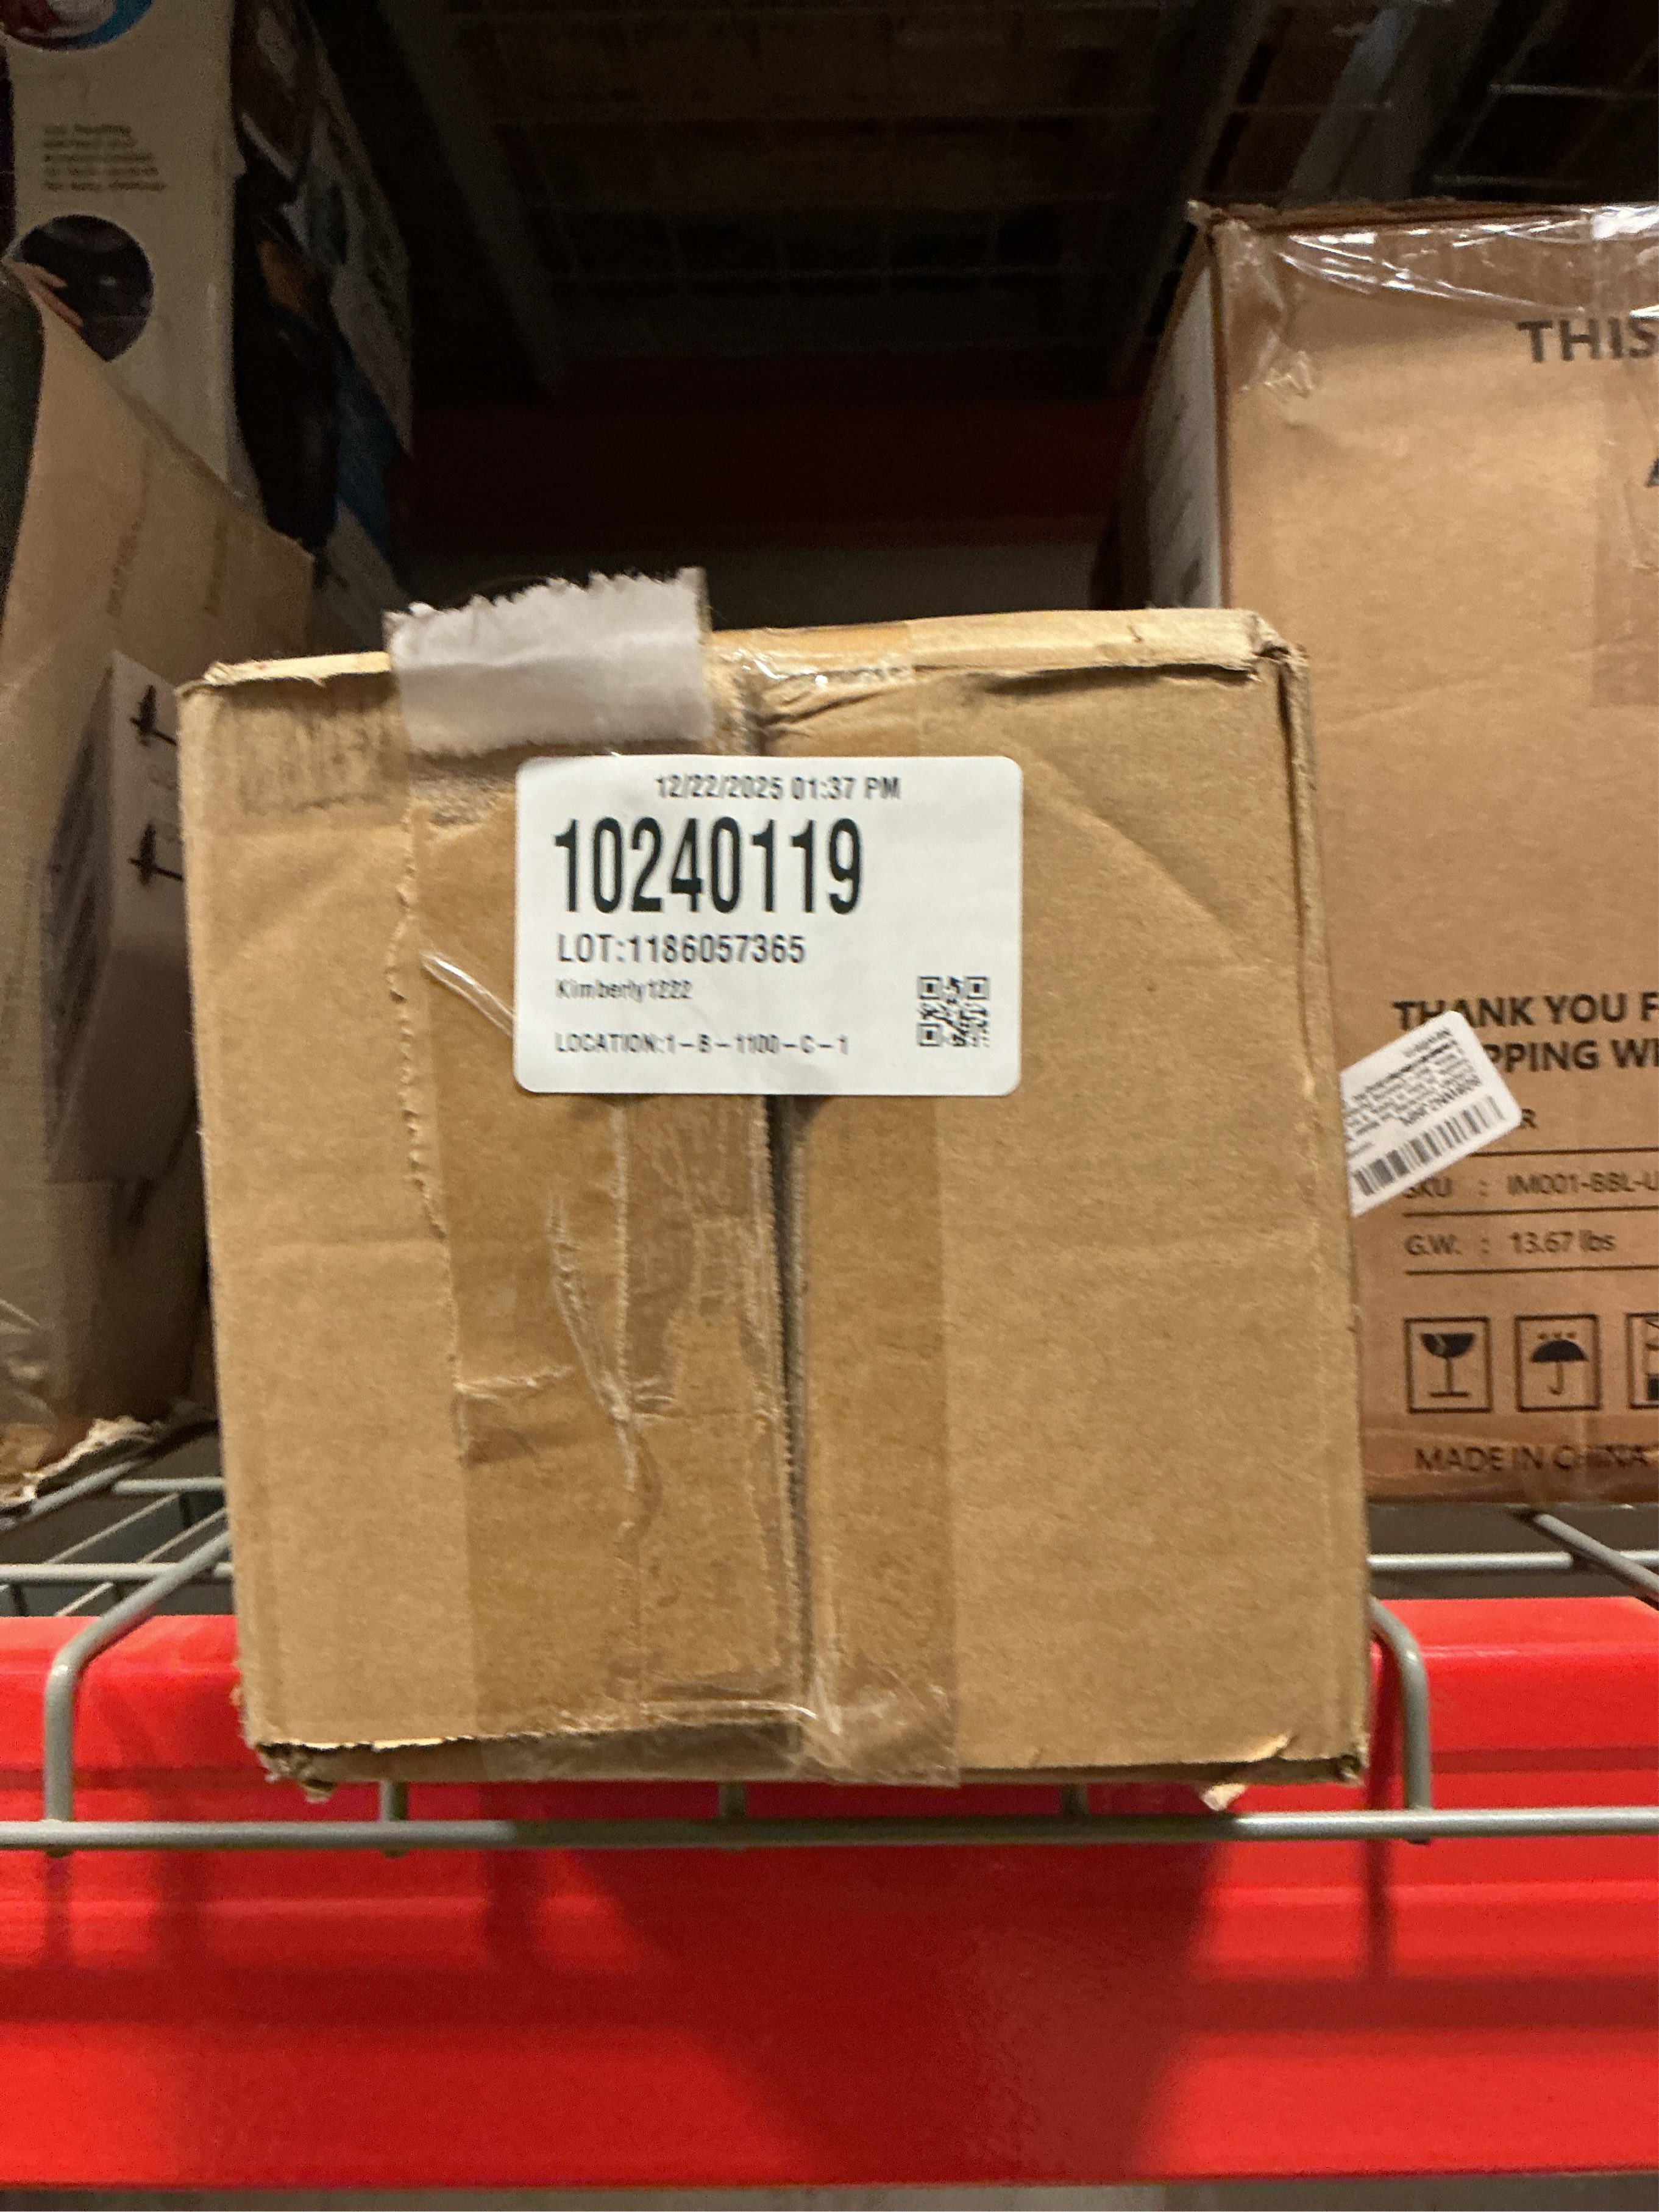 12/22/2025 01:37 PM
10240119
LOT:1186057365
Kimberly1222
LOCATION:1-B-1100-C-1
THIS
THANK YOU F
PPING W
R
SKU : IM001-BBL-U
G.W. : 13.67 lbs
MADE IN CHINA